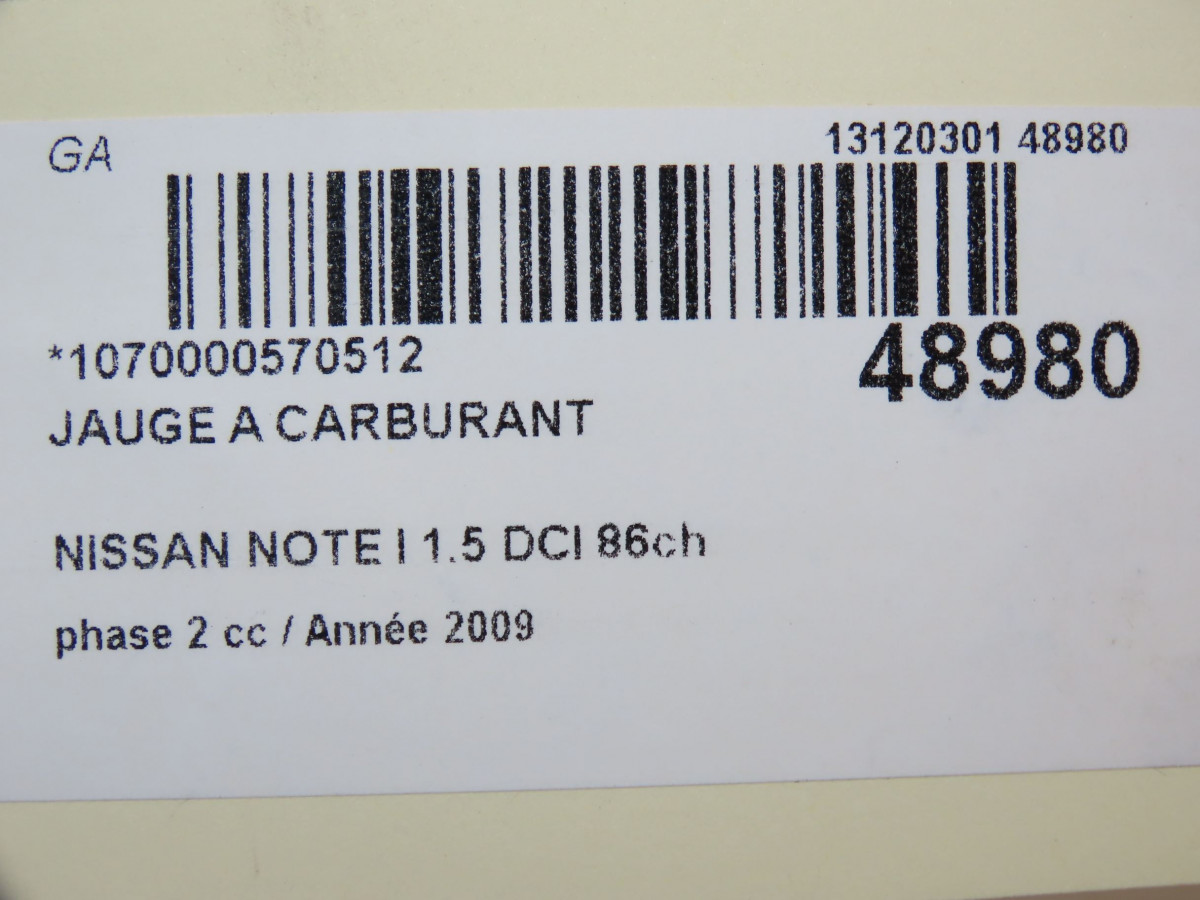 GA
13120301 48980
*1070000570512
48980
JAUGE A CARBURANT
NISSAN NOTE I 1.5 DCI 86ch
phase 2 cc / Année 2009